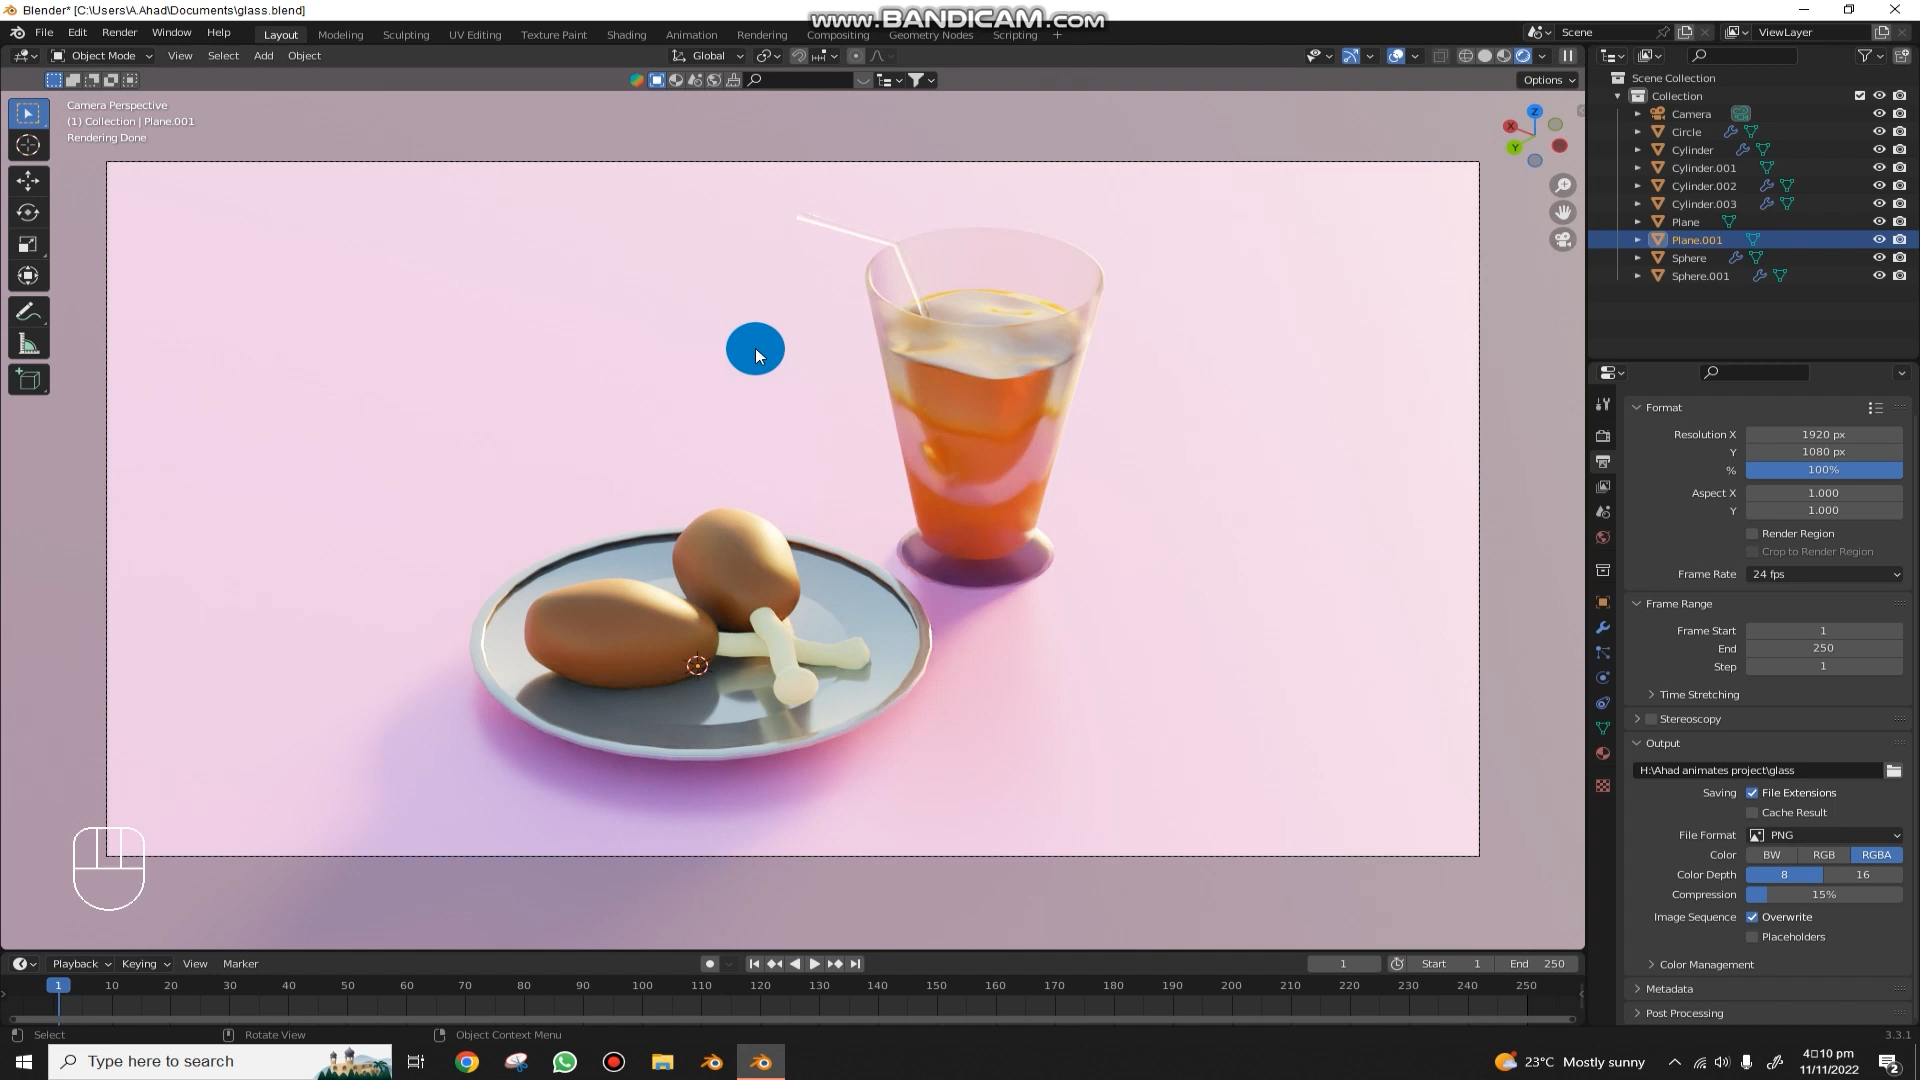 Blender* [C:\Users\A.Ahad\Documents\glass.blend]
www.BANDICAM.com
File Edit Render Window Help
Layout Modeling Sculpting UV Editing Texture Paint Shading Animation Rendering Compositing Geometry Nodes Scripting +
Scene
ViewLayer
Object Mode View Select Add Object
Global
Options
Camera Perspective
(1) Collection | Plane.001
Rendering Done
Z
X
Y
Scene Collection
Collection
Camera
Circle
Cylinder
Cylinder.001
Cylinder.002
Cylinder.003
Plane
Plane.001
Sphere
Sphere.001
Format
Resolution X 1920 px
Y 1080 px
% 100%
Aspect X 1.000
Y 1.000
Render Region
Crop to Render Region
Frame Rate 24 fps
Frame Range
Frame Start 1
End 250
Step 1
Time Stretching
Stereoscopy
Output
H:\Ahad animates project\glass
Saving File Extensions
Cache Result
File Format PNG
Color BW RGB RGBA
Color Depth 8 16
Compression 15%
Image Sequence Overwrite
Placeholders
Color Management
Metadata
Post Processing
Playback Keying View Marker
1 Start 1 End 250
1 10 20 30 40 50 60 70 80 90 100 110 120 130 140 150 160 170 180 190 200 210 220 230 240 250
Select Rotate View Object Context Menu
3.3.1
Type here to search
23°C Mostly sunny
4□10 pm
11/11/2022
2